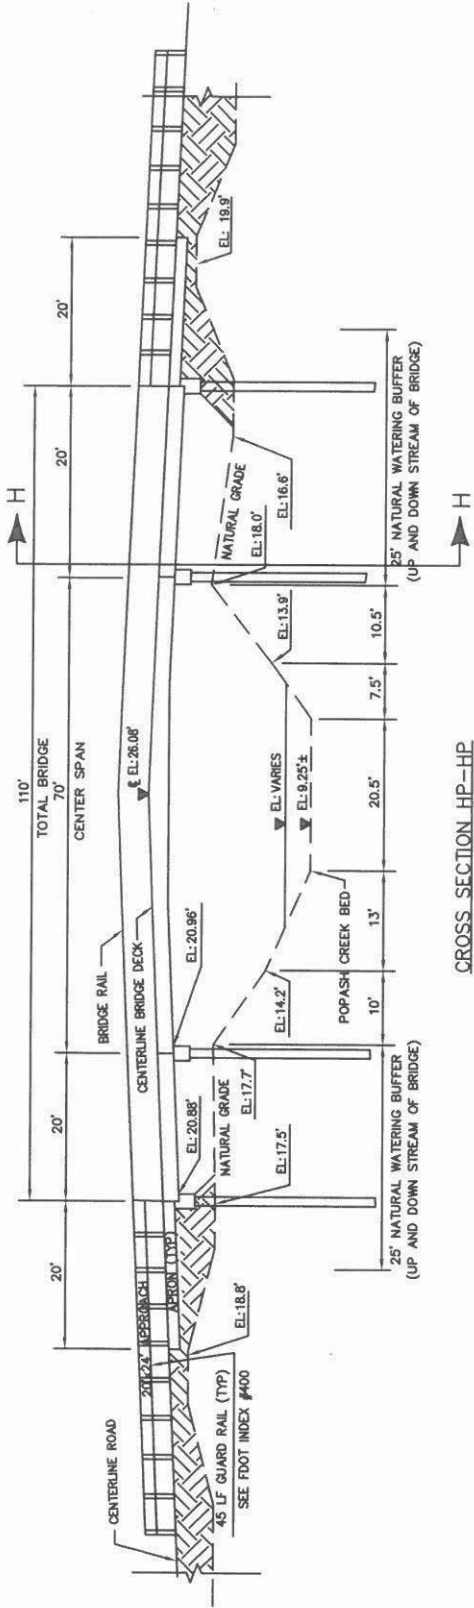 H
H
110'
TOTAL BRIDGE
70'
CENTER SPAN
20'
20'
20'
20'
BRIDGE RAIL
CENTERLINE BRIDGE DECK
℄ EL:26.08'
CENTERLINE ROAD
20'x24' APPROACH
APRON (TYP)
45 LF GUARD RAIL (TYP)
SEE FDOT INDEX #400
EL:18.8'
EL:20.88'
EL:20.96'
EL:17.5'
NATURAL GRADE
EL:17.7'
EL:14.2'
POPASH CREEK BED
EL:VARIES
EL:9.25'±
EL:13.9'
EL:18.0'
NATURAL GRADE
EL:16.6'
EL: 19.9'
25' NATURAL WATERING BUFFER
(UP AND DOWN STREAM OF BRIDGE)
10'
13'
20.5'
7.5'
10.5'
25' NATURAL WATERING BUFFER
(UP AND DOWN STREAM OF BRIDGE)
CROSS SECTION HP-HP